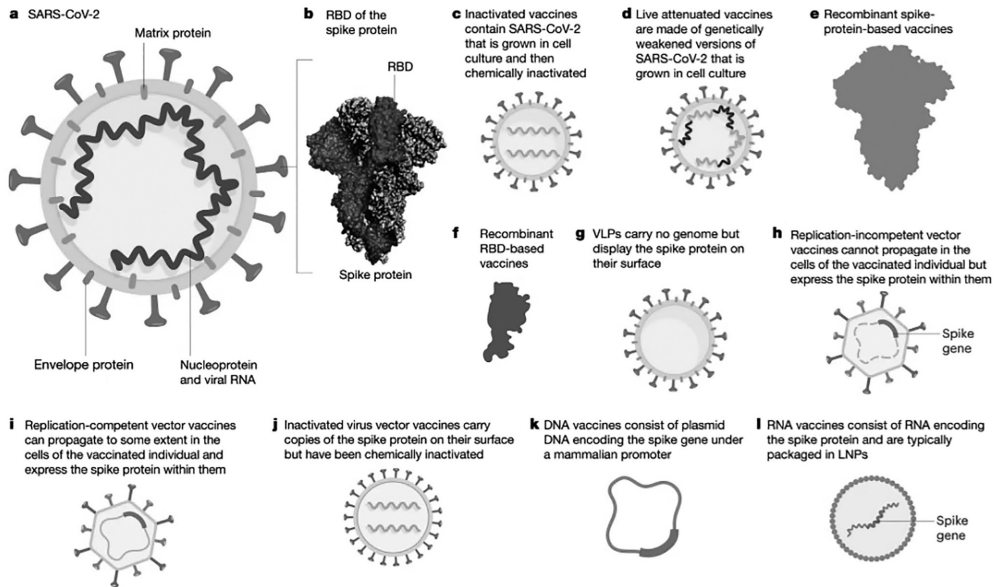 a SARS-CoV-2
Matrix protein
Envelope protein
Nucleoprotein
and viral RNA
b RBD of the
spike protein
RBD
Spike protein
c Inactivated vaccines
contain SARS-CoV-2
that is grown in cell
culture and then
chemically inactivated
d Live attenuated vaccines
are made of genetically
weakened versions of
SARS-CoV-2 that is
grown in cell culture
e Recombinant spike-
protein-based vaccines
f Recombinant
RBD-based
vaccines
g VLPs carry no genome but
display the spike protein on
their surface
h Replication-incompetent vector
vaccines cannot propagate in the
cells of the vaccinated individual but
express the spike protein within them
Spike
gene
i Replication-competent vector vaccines
can propagate to some extent in the
cells of the vaccinated individual and
express the spike protein within them
j Inactivated virus vector vaccines carry
copies of the spike protein on their surface
but have been chemically inactivated
k DNA vaccines consist of plasmid
DNA encoding the spike gene under
a mammalian promoter
l RNA vaccines consist of RNA encoding
the spike protein and are typically
packaged in LNPs
Spike
gene